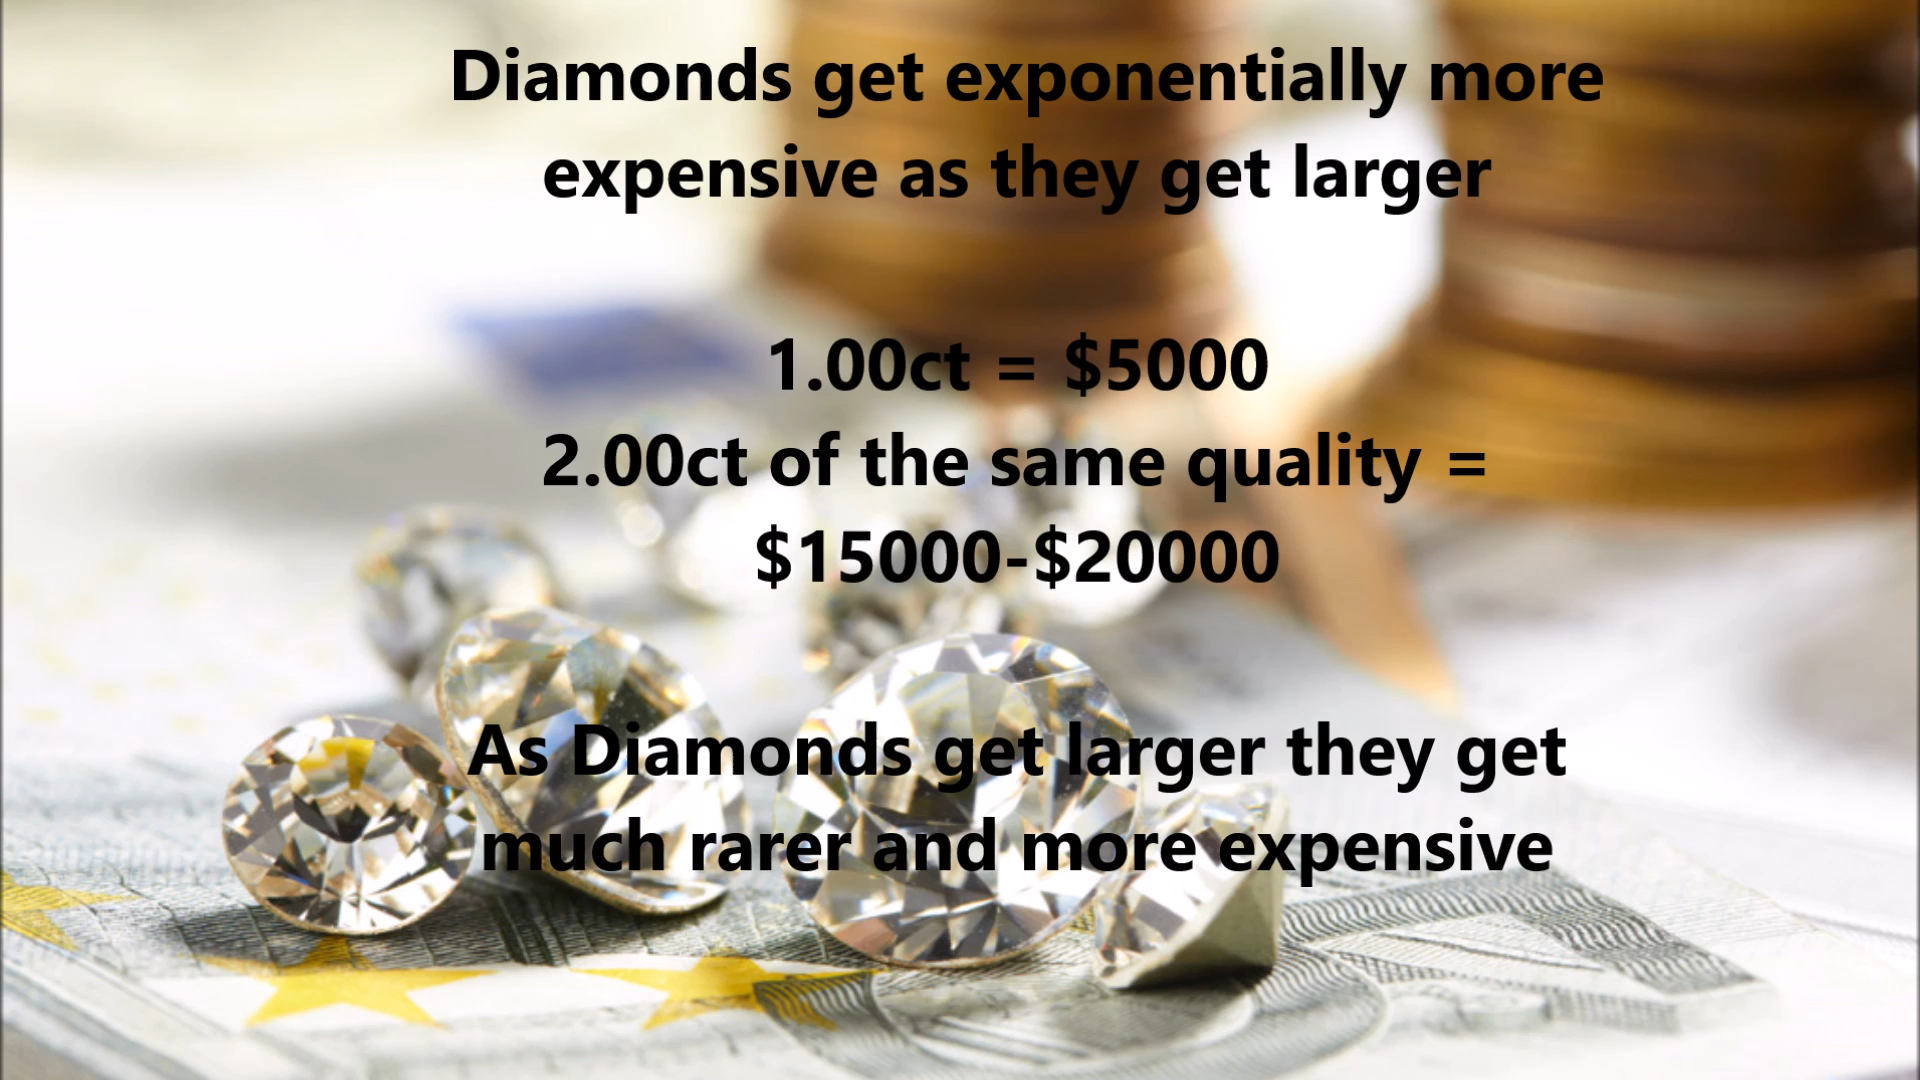 Diamonds get exponentially more
expensive as they get larger
1.00ct = $5000
2.00ct of the same quality =
$15000-$20000
As Diamonds get larger they get
much rarer and more expensive